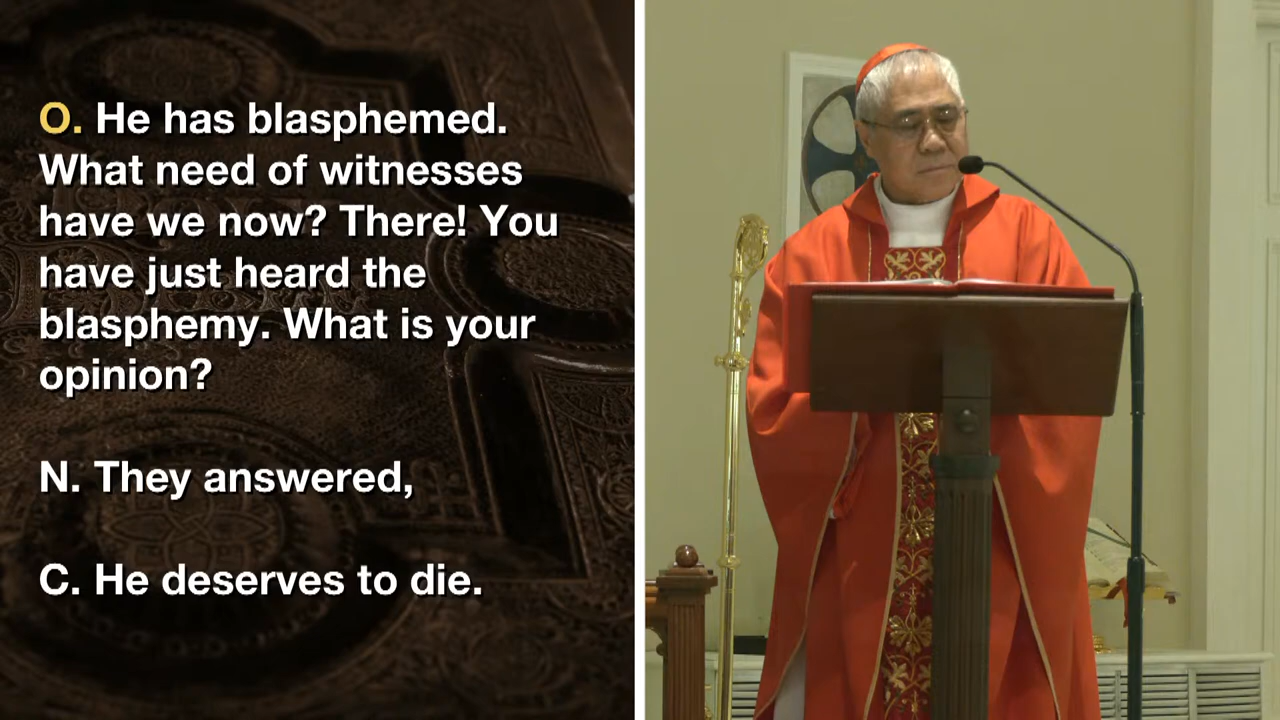 O. He has blasphemed.
What need of witnesses
have we now? There! You
have just heard the
blasphemy. What is your
opinion?
N. They answered,
C. He deserves to die.